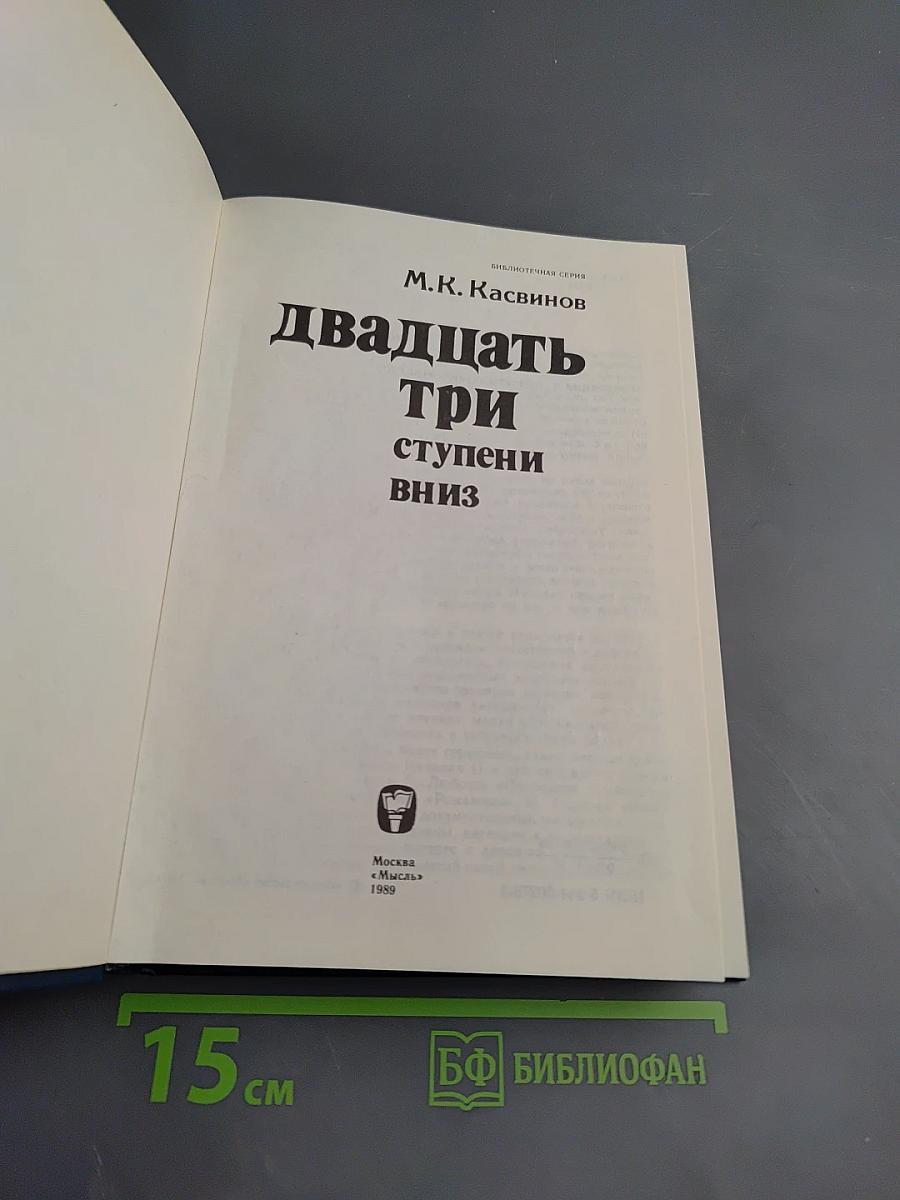 БИБЛИОТЕЧНАЯ СЕРИЯ
М.К. Касвинов
двадцать
три
ступени
вниз
Москва
«Мысль»
1989
15 см
БФ БИБЛИОФАН